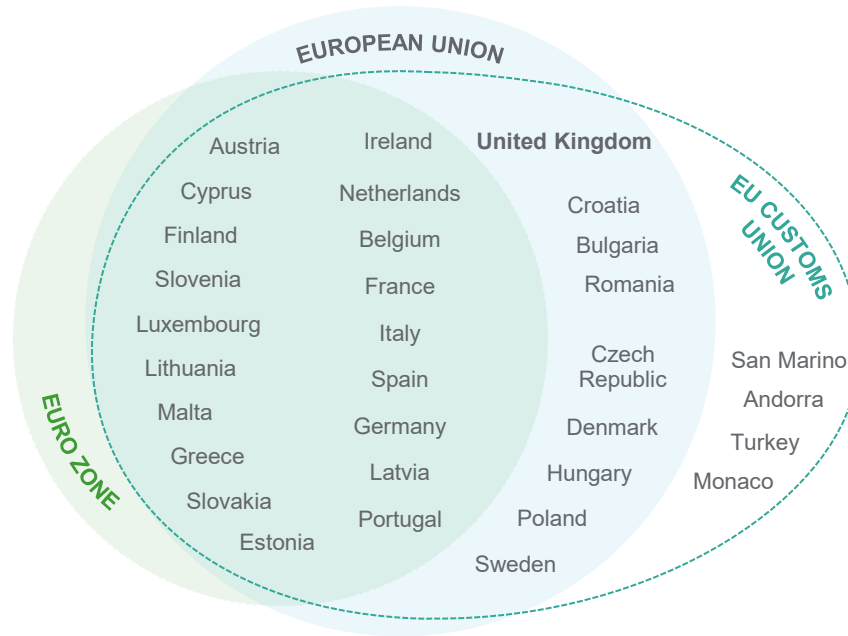 EUROPEAN UNION
EU CUSTOMS
UNION
EURO ZONE
Austria
Cyprus
Finland
Slovenia
Luxembourg
Lithuania
Malta
Greece
Slovakia
Estonia
Ireland
Netherlands
Belgium
France
Italy
Spain
Germany
Latvia
Portugal
United Kingdom
Croatia
Bulgaria
Romania
Czech
Republic
Denmark
Hungary
Poland
Sweden
San Marino
Andorra
Turkey
Monaco